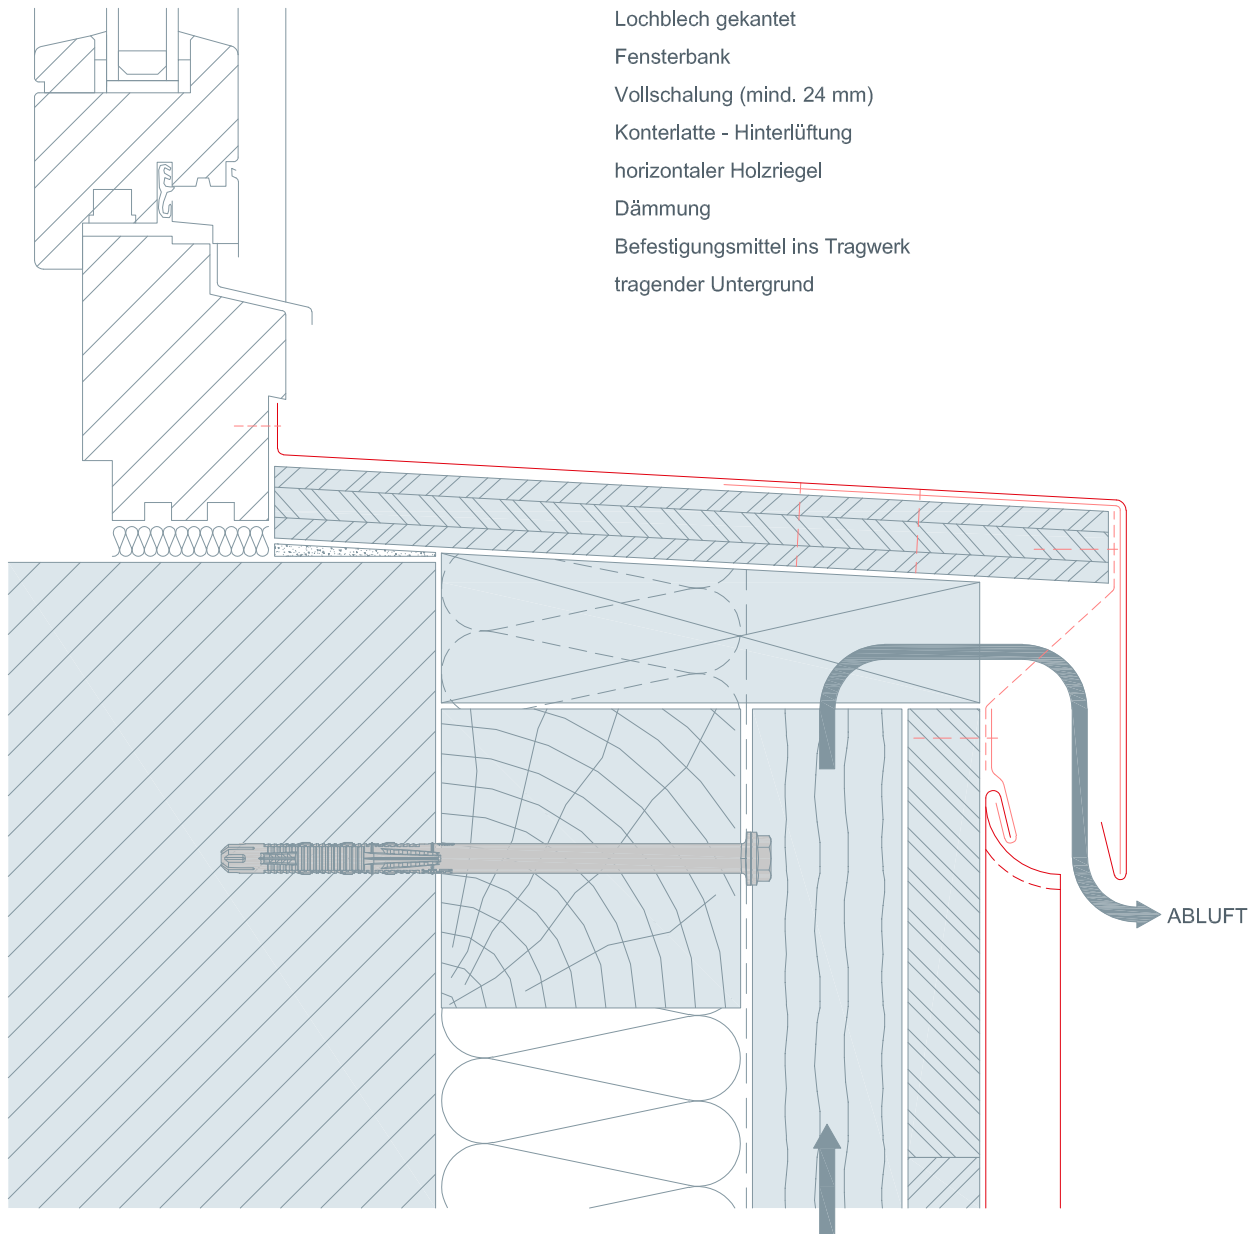 Lochblech gekantet
Fensterbank
Vollschalung (mind. 24 mm)
Konterlatte - Hinterlüftung
horizontaler Holzriegel
Dämmung
Befestigungsmittel ins Tragwerk
tragender Untergrund
ABLUFT